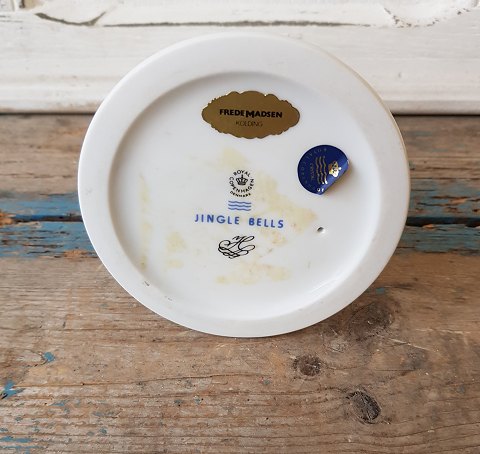 FREDE MADSEN
KOLDING
ROYAL
COPENHAGEN
DENMARK
JINGLE BELLS